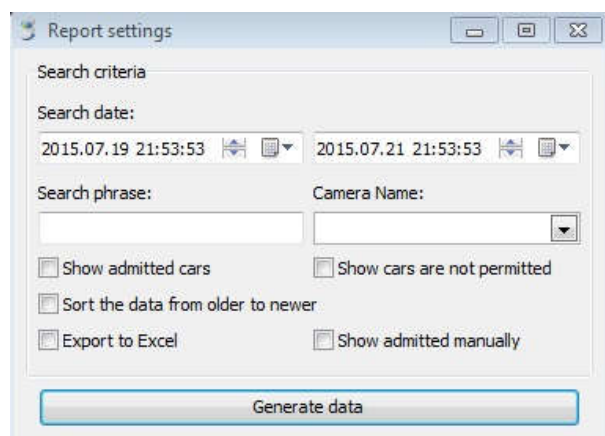 Report settings
Search criteria
Search date:
2015.07.19 21:53:53 2015.07.21 21:53:53
Search phrase: Camera Name:
Show admitted cars Show cars are not permitted
Sort the data from older to newer
Export to Excel Show admitted manually
Generate data